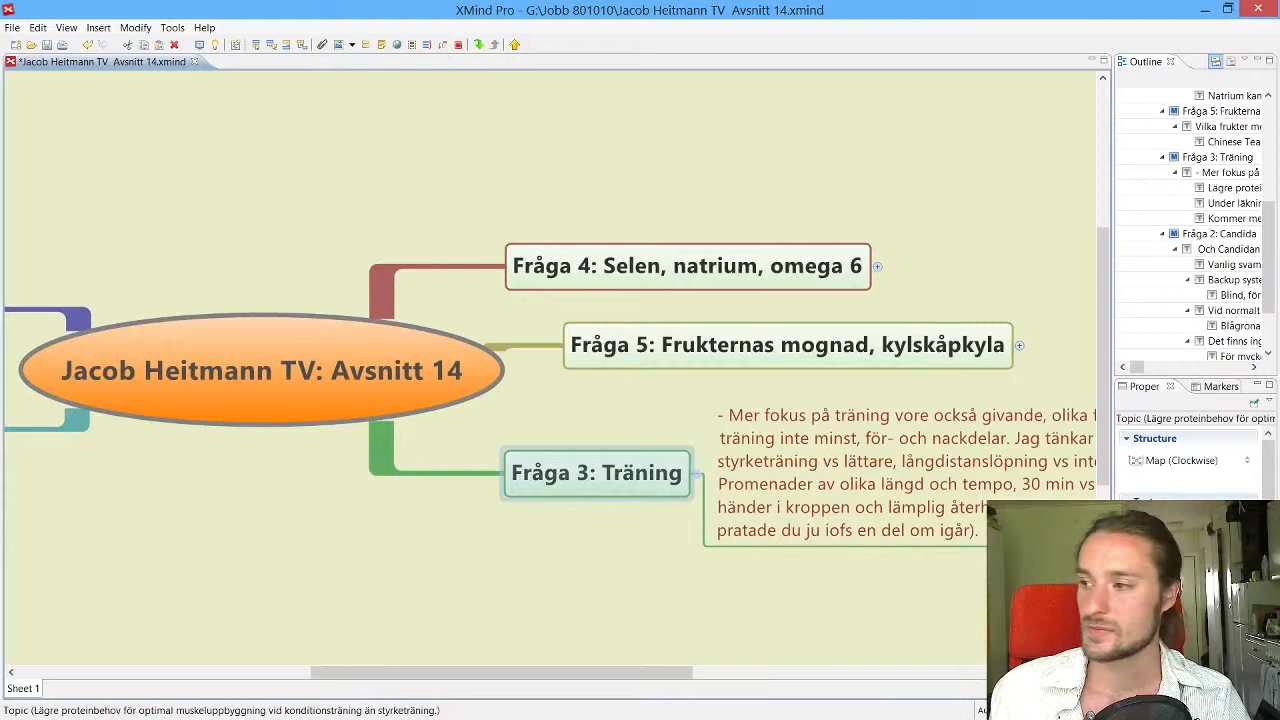 XMind Pro - G:\Jobb 801010\Jacob Heitmann TV  Avsnitt 14.xmind
File Edit View Insert Modify Tools Help
*Jacob Heitmann TV  Avsnitt 14.xmind
Outline
Natrium kan
Fråga 5: Frukterna
Vilka frukter me
Chinese Tea
Fråga 3: Träning
- Mer fokus på
Lägre protei
Under läknin
Kommer me
Fråga 2: Candida
Och Candidan
Vanlig svam
Backup syste
Blind, för
Vid normalt
Blågrona
Det finns ing
För mvck
Fråga 4: Selen, natrium, omega 6
Fråga 5: Frukternas mognad, kylskåpkyla
Jacob Heitmann TV: Avsnitt 14
Fråga 3: Träning
- Mer fokus på träning vore också givande, olika f
träning inte minst, för- och nackdelar. Jag tänkar
styrketräning vs lättare, långdistanslöpning vs inte
Promenader av olika längd och tempo, 30 min vs
händer i kroppen och lämplig återh
pratade du ju iofs en del om igår).
Proper Markers
Topic (Lägre proteinbehov för optim
Structure
Map (Clockwise)
Sheet 1
Topic (Lägre proteinbehov för optimal muskeluppbyggning vid konditionsträning än styrketräning.)
Au